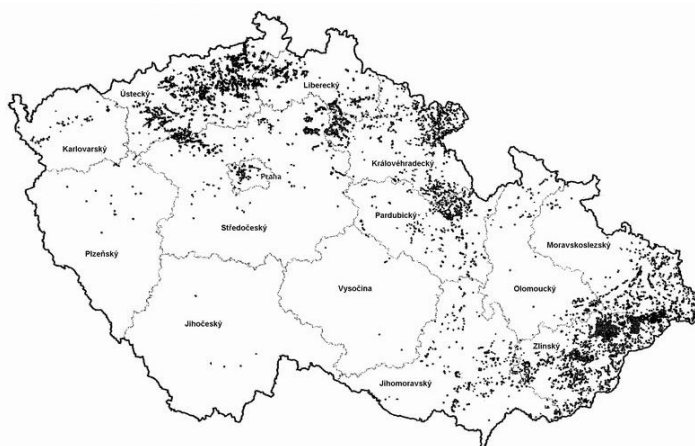 Ústecký
Liberecký
Karlovarský
Praha
Královéhradecký
Středočeský
Pardubický
Plzeňský
Moravskoslezský
Vysočina
Olomoucký
Jihočeský
Zlínský
Jihomoravský